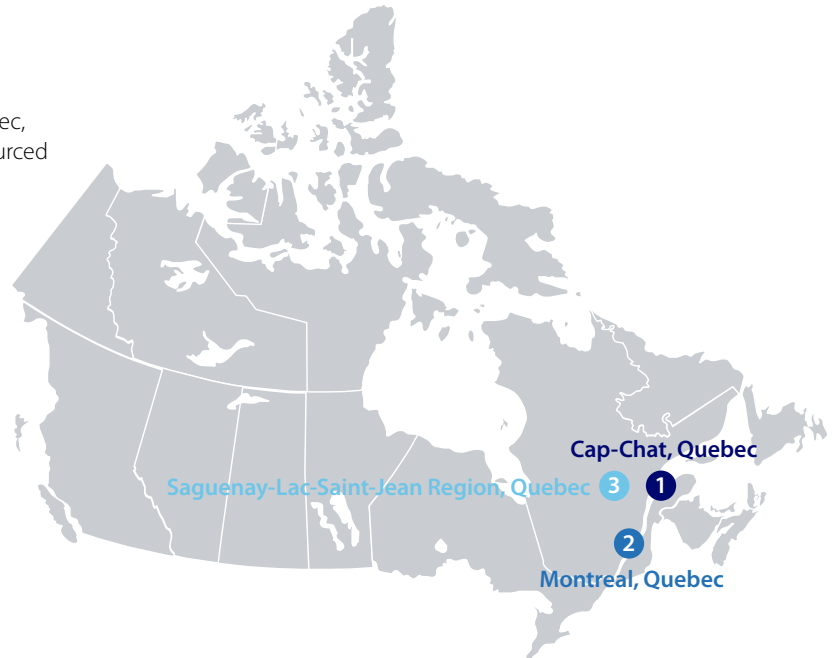 ec,
urced
Cap-Chat, Quebec
Saguenay-Lac-Saint-Jean Region, Quebec 3 1
2
Montreal, Quebec